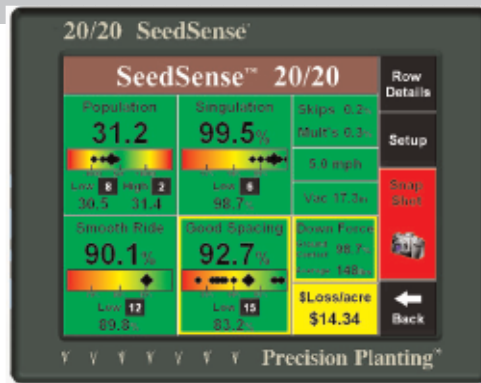 20/20 SeedSense
SeedSense™ 20/20
Row
Details
Setup
Snap
Shot
Back
Population
31.2
Low 8 High 2
30.5 31.4
Singulation
99.5%
Low 6
98.7%
Skips 0.2%
Mult's 0.3%
5.0 mph
Vac 17.3in
Smooth Ride
90.1%
Low 12
89.8%
Good Spacing
92.7%
Low 15
83.2%
Down Force
98.7%
Average 148
$Loss/acre
$14.34
Precision Planting